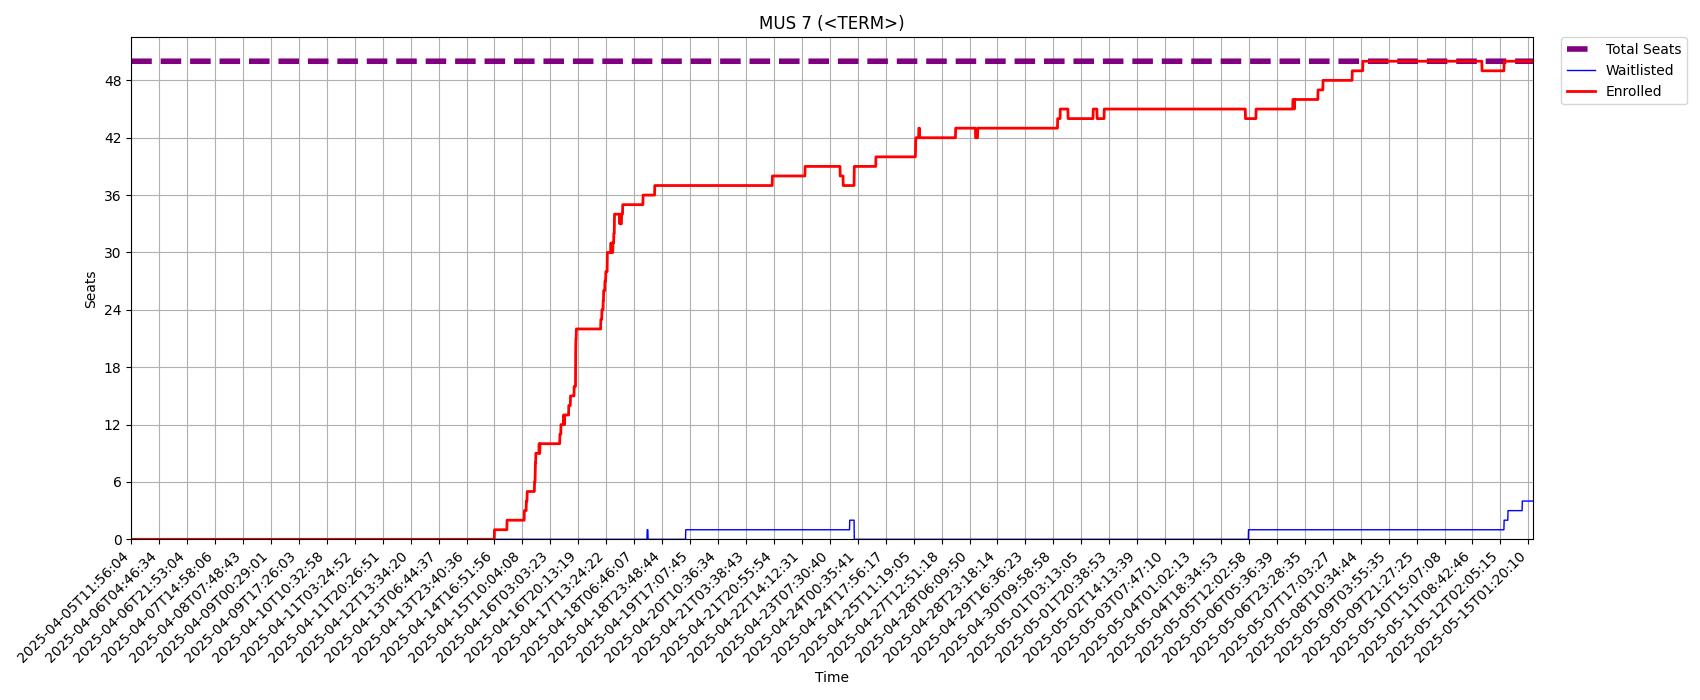 MUS 7 (<TERM>)
Total Seats
Waitlisted
Enrolled
Seats
48
42
36
30
24
18
12
6
0
2025-04-05T11:56:04
2025-04-06T04:46:34
2025-04-06T21:53:04
2025-04-07T14:58:06
2025-04-08T07:48:43
2025-04-09T00:29:01
2025-04-09T17:26:03
2025-04-10T10:32:58
2025-04-11T03:24:52
2025-04-11T20:26:51
2025-04-12T13:34:20
2025-04-13T06:44:37
2025-04-13T23:40:36
2025-04-14T16:51:56
2025-04-15T10:04:08
2025-04-16T03:03:23
2025-04-16T20:13:19
2025-04-17T13:24:22
2025-04-18T06:46:07
2025-04-18T23:48:44
2025-04-19T17:07:45
2025-04-20T10:36:34
2025-04-21T03:38:43
2025-04-21T20:55:54
2025-04-22T14:12:31
2025-04-23T07:30:40
2025-04-24T00:35:41
2025-04-24T17:56:17
2025-04-25T11:19:05
2025-04-27T12:51:18
2025-04-28T06:09:50
2025-04-28T23:18:14
2025-04-29T16:36:23
2025-04-30T09:58:58
2025-05-01T03:13:05
2025-05-01T20:38:53
2025-05-02T14:13:39
2025-05-03T07:47:10
2025-05-04T01:02:13
2025-05-04T18:34:53
2025-05-05T12:02:58
2025-05-06T05:36:39
2025-05-06T23:28:35
2025-05-07T17:03:27
2025-05-08T10:34:44
2025-05-09T03:55:35
2025-05-09T21:27:25
2025-05-10T15:07:08
2025-05-11T08:42:46
2025-05-12T02:05:15
2025-05-15T01:20:10
Time